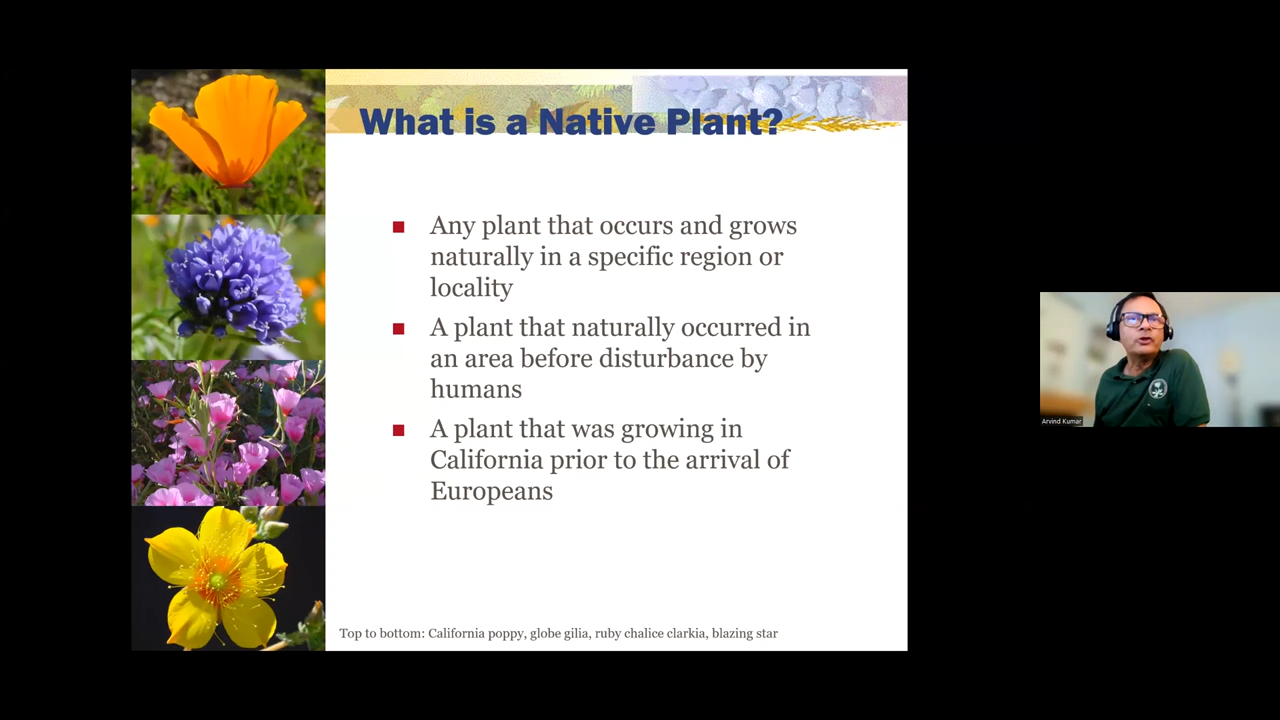 What is a Native Plant?
Any plant that occurs and grows
naturally in a specific region or
locality
A plant that naturally occurred in
an area before disturbance by
humans
A plant that was growing in
California prior to the arrival of
Europeans
Top to bottom: California poppy, globe gilia, ruby chalice clarkia, blazing star
Arvind Kumar